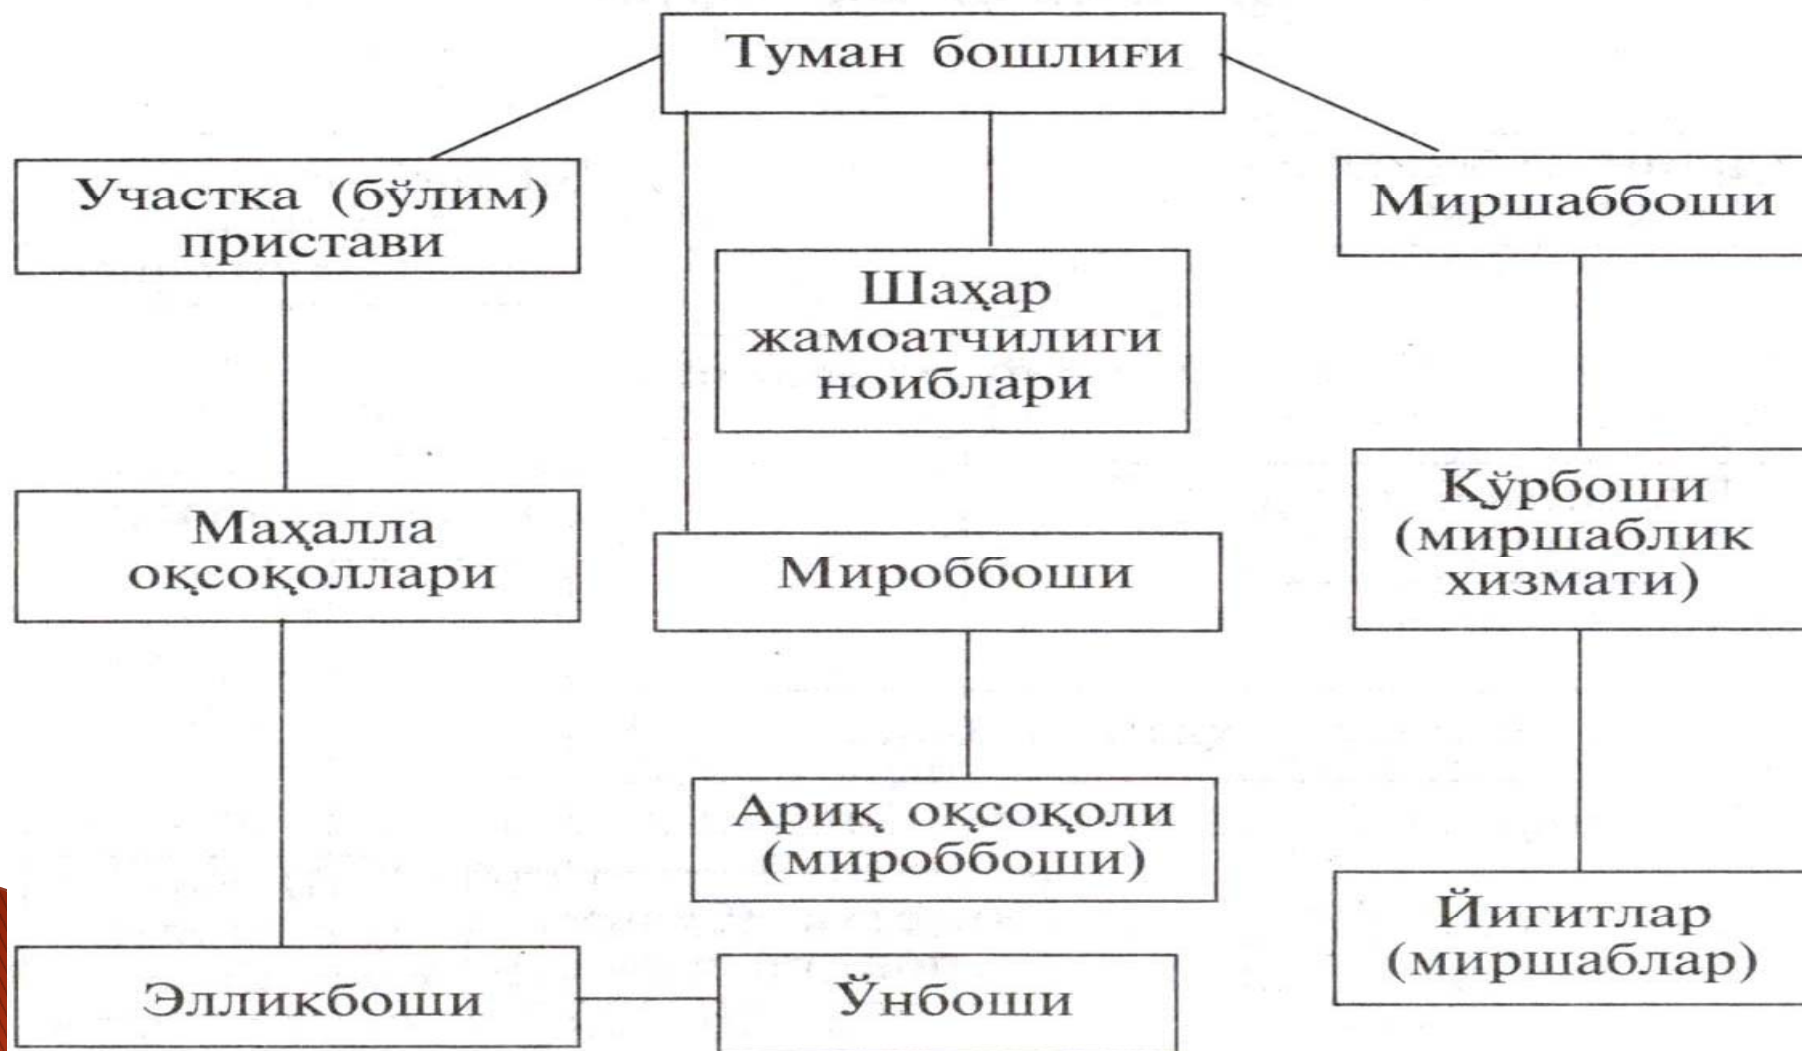 Туман бошлиғи
Участка (бўлим)
пристави
Миршаббоши
Шаҳар
жамоатчилиги
ноиблари
Маҳалла
оқсоқоллари
Мироббоши
Қўрбоши
(миршаблик
хизмати)
Ариқ оқсоқоли
(мироббоши)
Йигитлар
(миршаблар)
Элликбоши
Ўнбоши